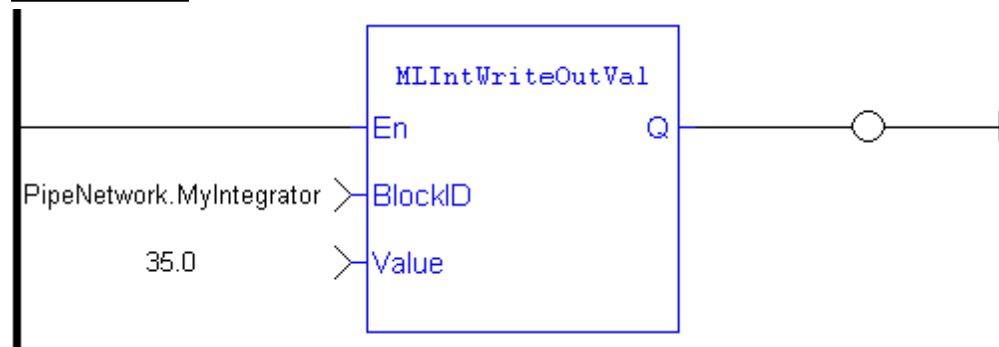 MLIntWriteOutVal
En Q
PipeNetwork.MyIntegrator BlockID
35.0 Value